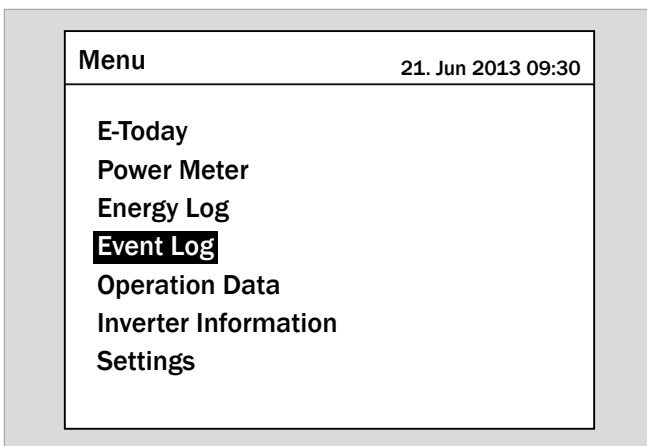 Menu
21. Jun 2013 09:30
E-Today
Power Meter
Energy Log
Event Log
Operation Data
Inverter Information
Settings